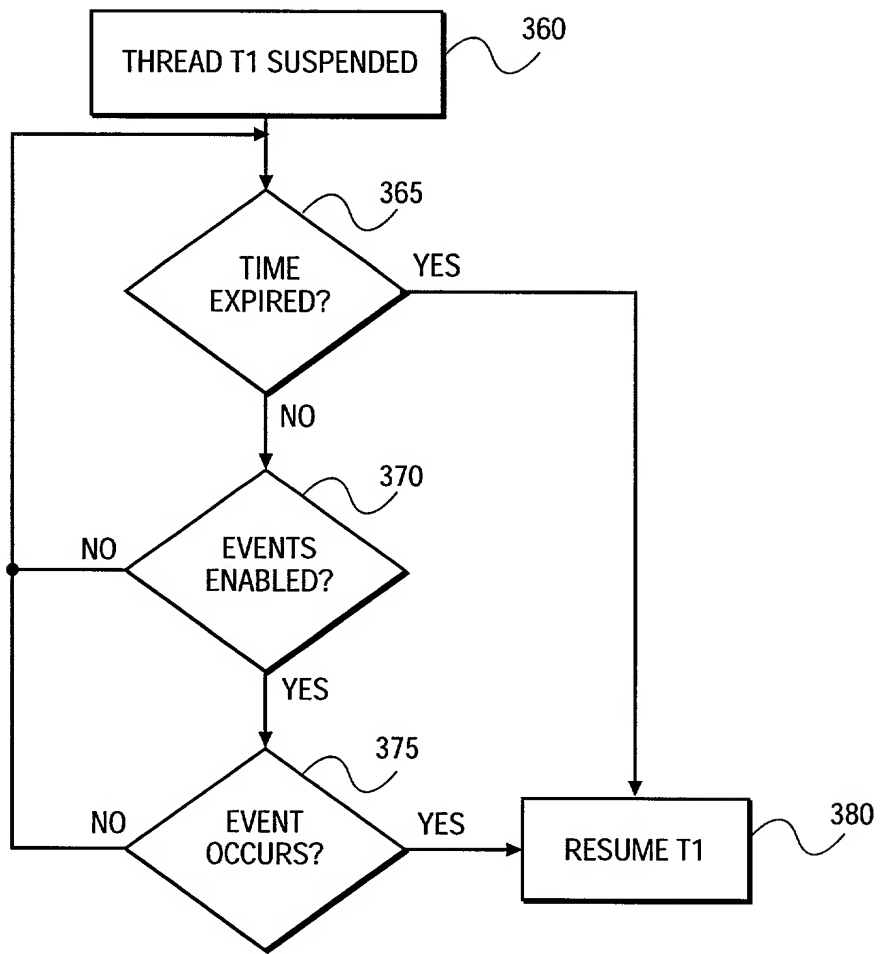 THREAD T1 SUSPENDED
360
365
TIME
EXPIRED?
YES
NO
370
EVENTS
ENABLED?
NO
YES
375
EVENT
OCCURS?
NO
YES
RESUME T1
380